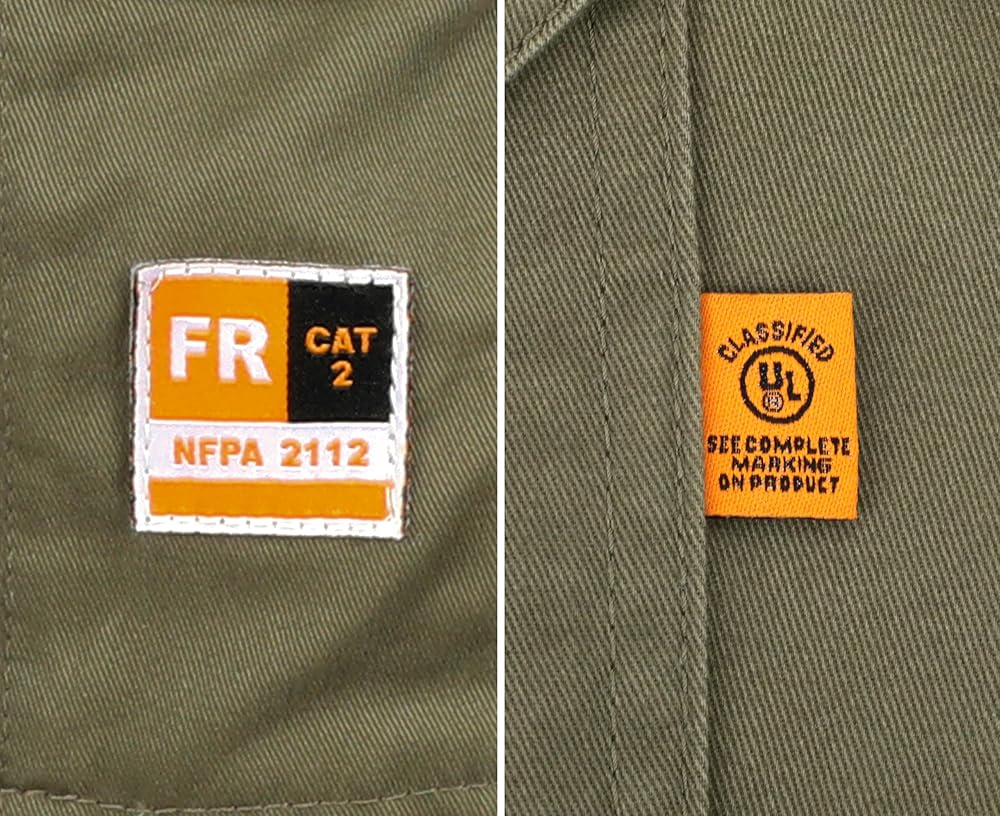 FR
CAT
2
NFPA 2112
CLASSIFIED
UL
SEE COMPLETE
MARKING
ON PRODUCT